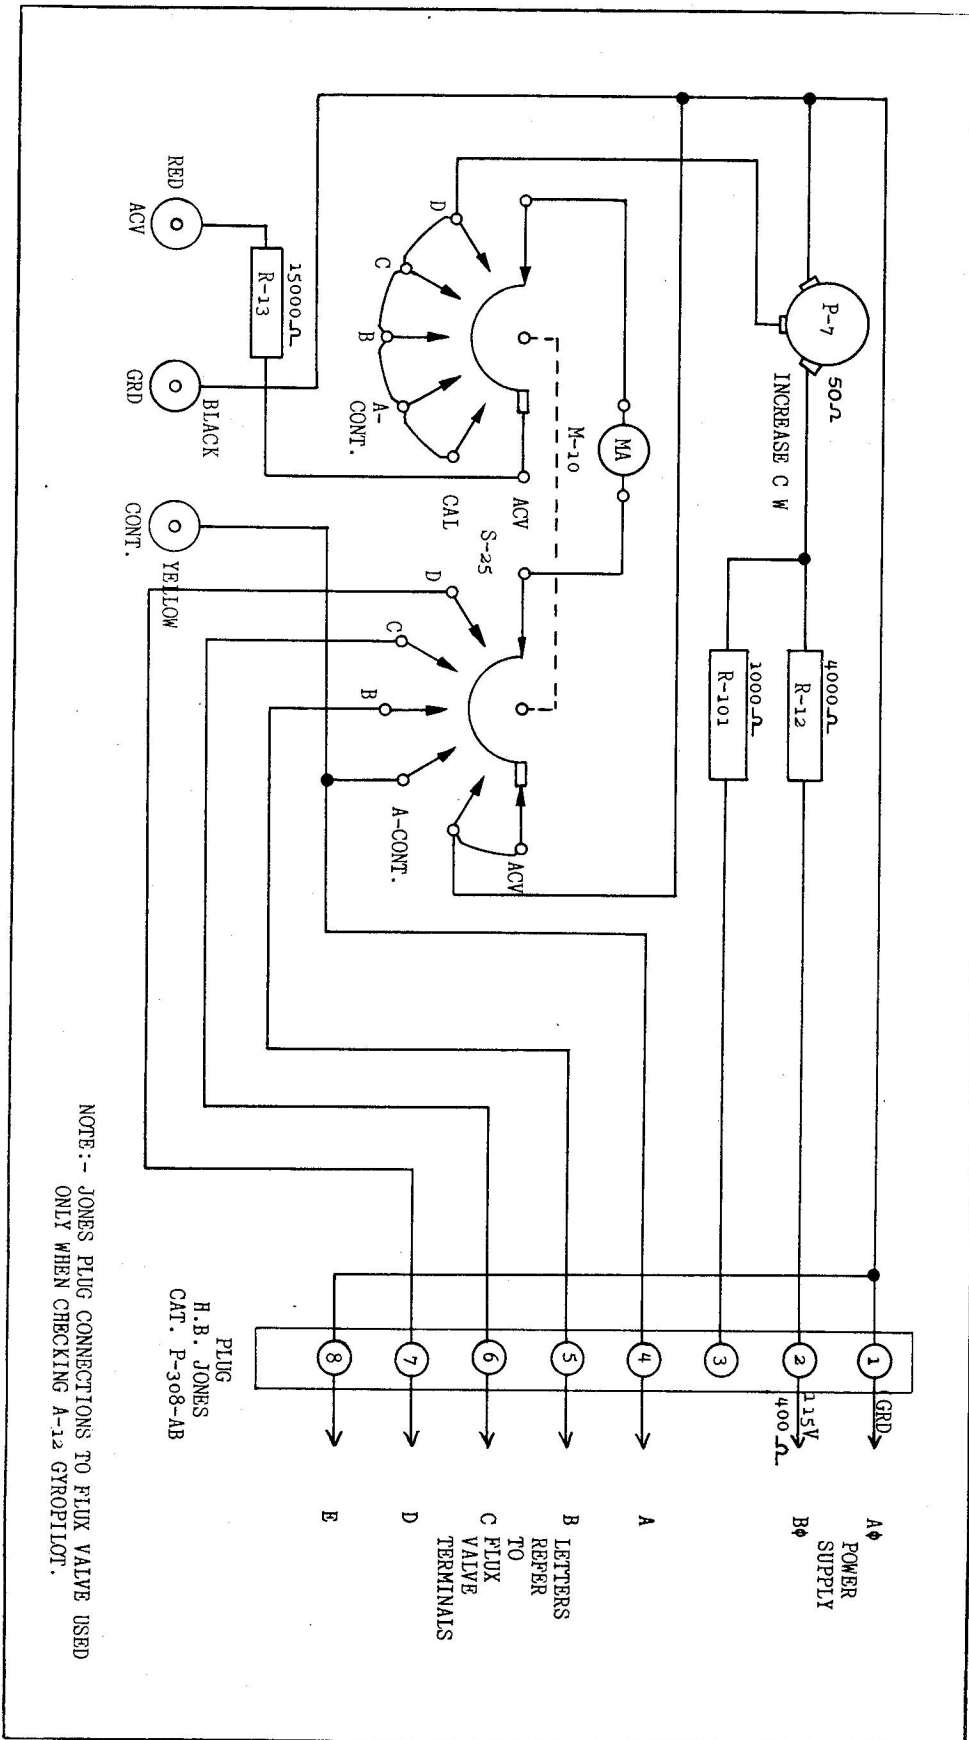 P-7
50Ω
INCREASE C W
4000Ω
R-12
1000Ω
R-101
MA
M-10
S-25
D
C
B
A-
CONT.
CAL
ACV
D
C
B
A-CONT.
ACV
RED
ACV
15000Ω
R-13
BLACK
GRD
YELLOW
CONT.
1
2
3
4
5
6
7
8
GRD
115V
400Ω
Aϕ
Bϕ
POWER
SUPPLY
A
B
C
D
E
LETTERS
REFER
TO
FLUX
VALVE
TERMINALS
PLUG
H.B. JONES
CAT. P-308-AB
NOTE:- JONES PLUG CONNECTIONS TO FLUX VALVE USED
ONLY WHEN CHECKING A-12 GYROPILOT.